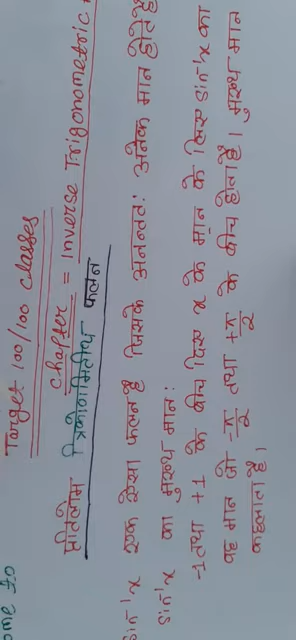 ome to
Target 100/100 classes
Chapter = Inverse Trigonometric
प्रतिलोम त्रिकोणमितीय फलन
sin⁻¹x एक ऐसा फलन है जिसके अनन्ततः अनेक मान होते हैं
sin⁻¹x का मुख्य मान:
-1 तथा +1 के बीच दिए x के मान के लिए sin⁻¹x का
वह मान जो -π/2 तथा +π/2 के बीच होता है। मुख्य मान
कहलाता है।